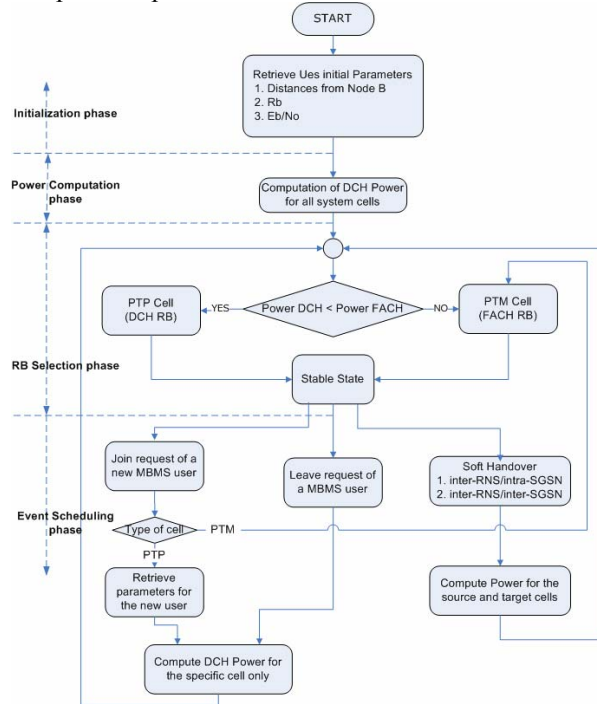 START
Retrieve Ues initial Parameters
1. Distances from Node B
2. Rb
3. Eb/No
Initialization phase
Power Computation
phase
Computation of DCH Power
for all system cells
PTP Cell
(DCH RB)
YES
Power DCH < Power FACH
NO
PTM Cell
(FACH RB)
RB Selection phase
Stable State
Join request of a
new MBMS user
Leave request of
a MBMS user
Soft Handover
1. inter-RNS/intra-SGSN
2. inter-RNS/inter-SGSN
Event Scheduling
phase
Type of cell
PTM
PTP
Retrieve
parameters for
the new user
Compute Power for the
source and target cells
Compute DCH Power for
the specific cell only